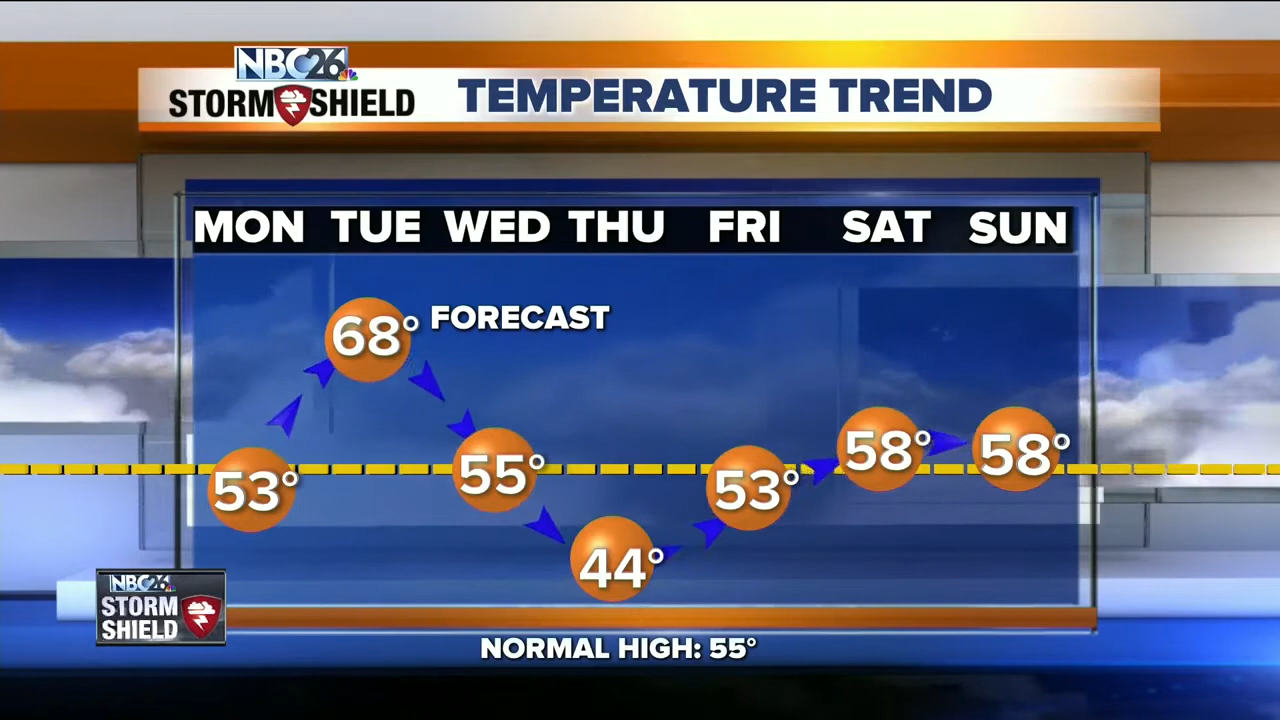 NBC26
STORM SHIELD
TEMPERATURE TREND
MON TUE WED THU FRI SAT SUN
68° FORECAST
53° 55° 44° 53° 58° 58°
NBC26
STORM
SHIELD
NORMAL HIGH: 55°